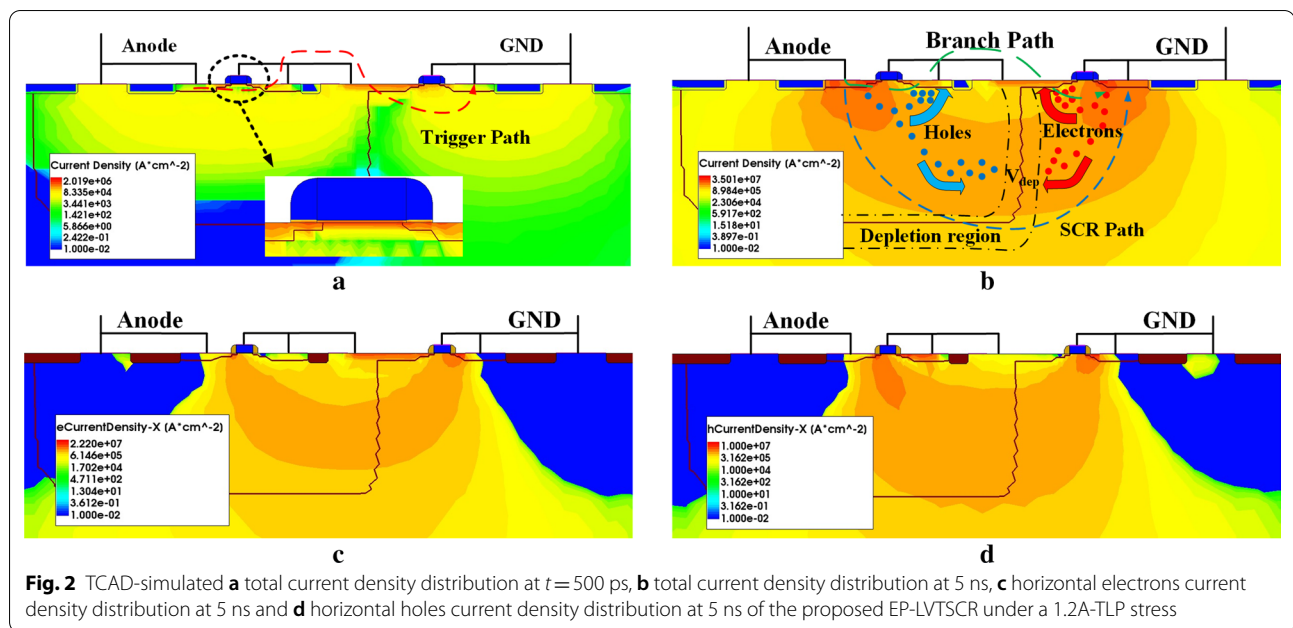 Anode
GND
Trigger Path
Current Density (A*cm^-2)
2.019e+06
8.335e+04
3.441e+03
1.421e+02
5.866e+00
2.422e-01
1.000e-02
a
Anode
Branch Path
GND
Holes
Electrons
V_dep
Depletion region
SCR Path
Current Density (A*cm^-2)
3.501e+07
8.984e+05
2.306e+04
5.917e+02
1.518e+01
3.897e-01
1.000e-02
b
Anode
GND
eCurrentDensity-X (A*cm^-2)
2.220e+07
6.146e+05
1.702e+04
4.711e+02
1.304e+01
3.612e-01
1.000e-02
c
Anode
GND
hCurrentDensity-X (A*cm^-2)
1.000e+07
3.162e+05
1.000e+04
3.162e+02
1.000e+01
3.162e-01
1.000e-02
d
Fig. 2 TCAD-simulated a total current density distribution at t = 500 ps, b total current density distribution at 5 ns, c horizontal electrons current
density distribution at 5 ns and d horizontal holes current density distribution at 5 ns of the proposed EP-LVTSCR under a 1.2A-TLP stress